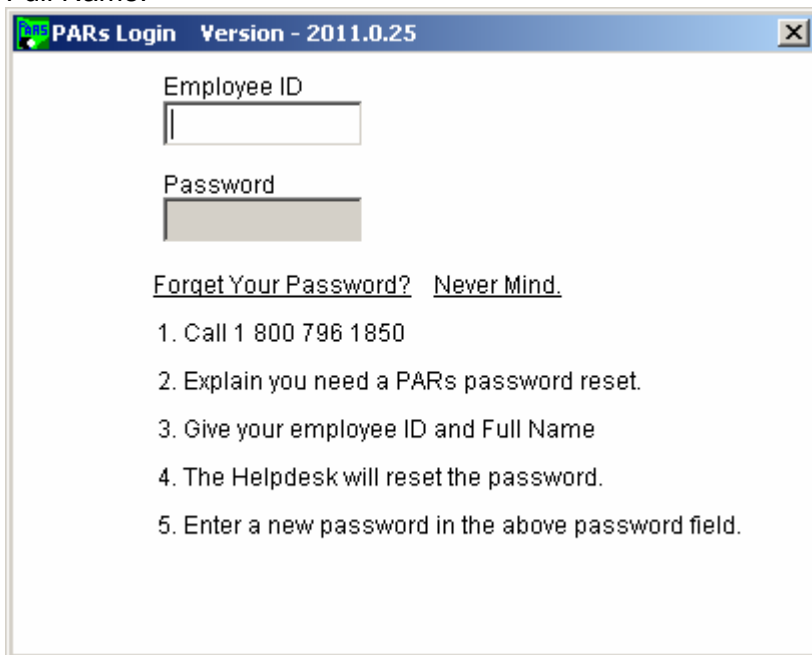 PARs PARs Login Version - 2011.0.25
Employee ID
Password
Forget Your Password? Never Mind.
1. Call 1 800 796 1850
2. Explain you need a PARs password reset.
3. Give your employee ID and Full Name
4. The Helpdesk will reset the password.
5. Enter a new password in the above password field.